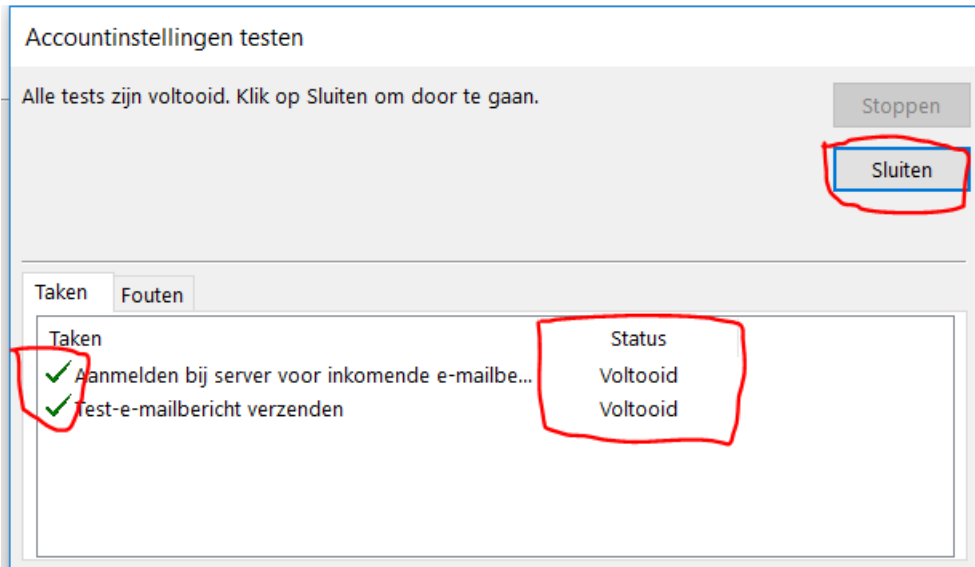 Accountinstellingen testen
Alle tests zijn voltooid. Klik op Sluiten om door te gaan.
Stoppen
Sluiten
Taken Fouten
Taken Status
Aanmelden bij server voor inkomende e-mailbe... Voltooid
Test-e-mailbericht verzenden Voltooid